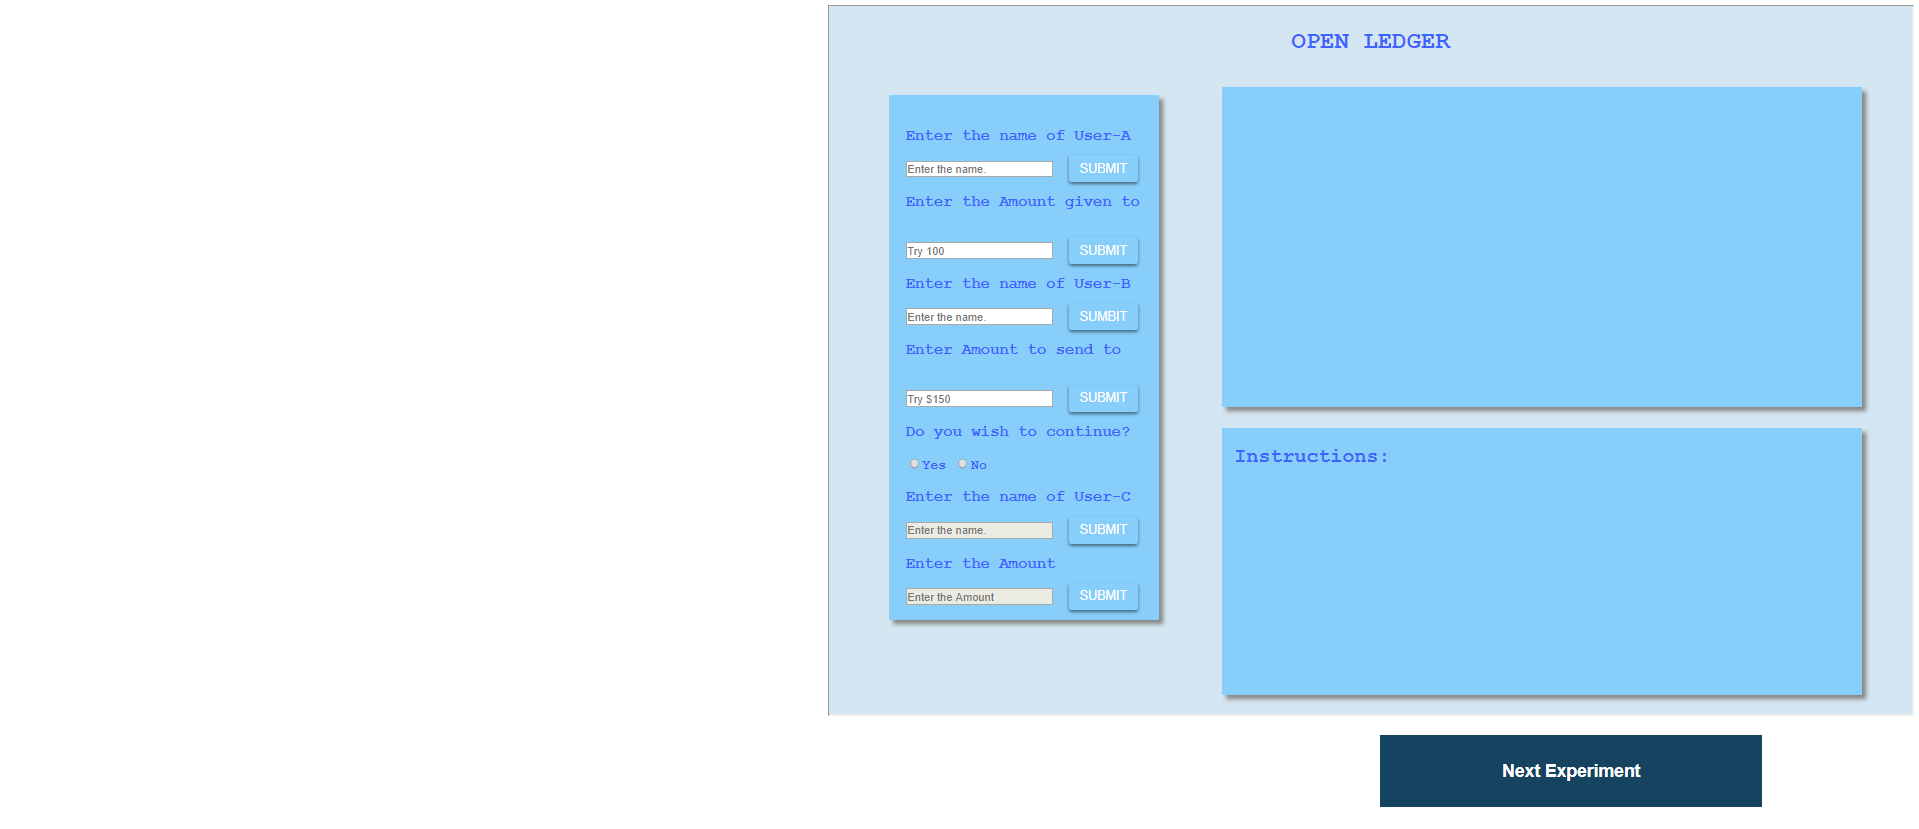 OPEN LEDGER
Enter the name of User-A
Enter the name. SUBMIT
Enter the Amount given to
Try 100 SUBMIT
Enter the name of User-B
Enter the name. SUMBIT
Enter Amount to send to
Try $150 SUBMIT
Do you wish to continue?
Yes No
Enter the name of User-C
Enter the name. SUBMIT
Enter the Amount
Enter the Amount SUBMIT
Instructions:
Next Experiment